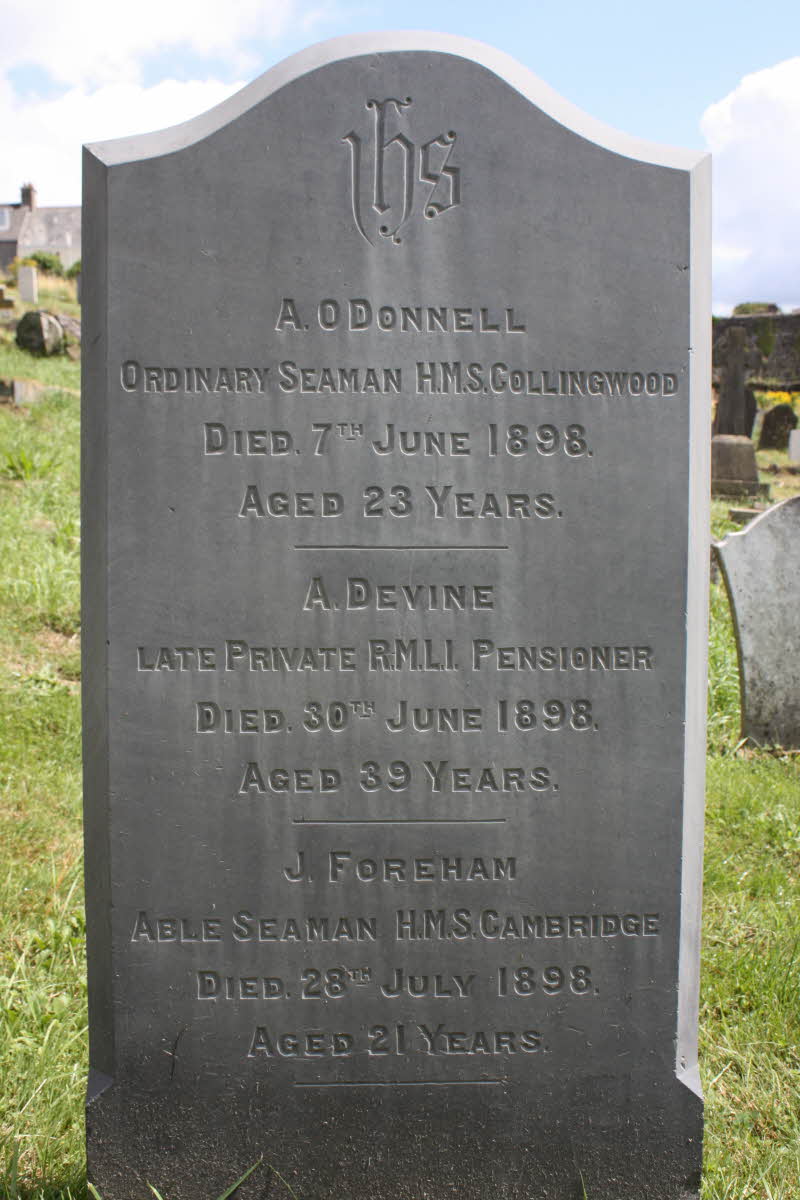 IHS
A. O DONNELL
ORDINARY SEAMAN H.M.S. COLLINGWOOD
DIED. 7TH JUNE 1898.
AGED 23 YEARS.
A. DEVINE
LATE PRIVATE R.M.L.I. PENSIONER
DIED. 30TH JUNE 1898.
AGED 39 YEARS.
J. FOREHAM
ABLE SEAMAN H.M.S. CAMBRIDGE
DIED. 28TH JULY 1898.
AGED 21 YEARS.